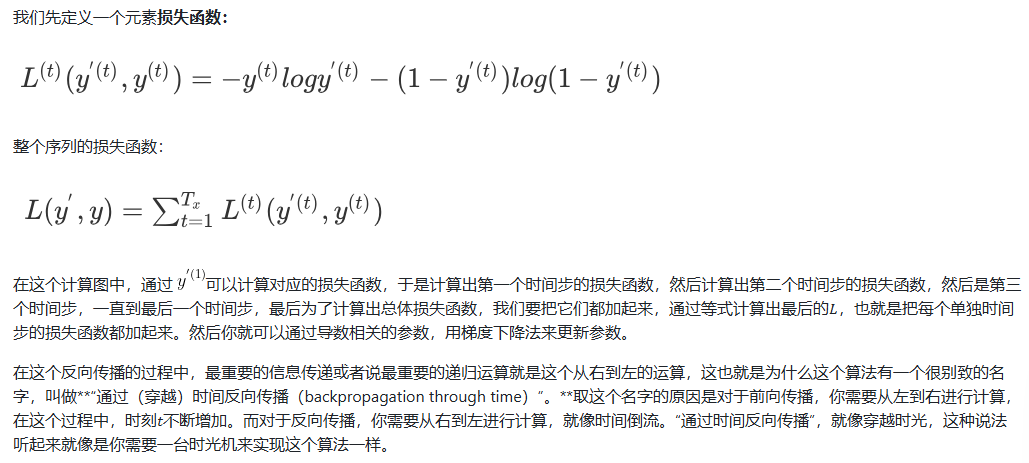 我们先定义一个元素损失函数：
L^{(t)}(y^{'(t)}, y^{(t)}) = −y^{(t)}logy^{'(t)} − (1 − y^{'(t)})log(1 − y^{'(t)})
整个序列的损失函数：
L(y^{'}, y) = ∑_{t=1}^{T_x} L^{(t)}(y^{'(t)}, y^{(t)})
在这个计算图中，通过 y^{'(1)}可以计算对应的损失函数，于是计算出第一个时间步的损失函数，然后计算出第二个时间步的损失函数，然后是第三
个时间步，一直到最后一个时间步，最后为了计算出总体损失函数，我们要把它们都加起来，通过等式计算出最后的L，也就是把每个单独时间
步的损失函数都加起来。然后你就可以通过导数相关的参数，用梯度下降法来更新参数。
在这个反向传播的过程中，最重要的信息传递或者说最重要的递归运算就是这个从右到左的运算，这也就是为什么这个算法有一个很别致的名
字，叫做**“通过（穿越）时间反向传播（backpropagation through time）”。**取这个名字的原因是对于前向传播，你需要从左到右进行计算，
在这个过程中，时刻t不断增加。而对于反向传播，你需要从右到左进行计算，就像时间倒流。“通过时间反向传播”，就像穿越时光，这种说法
听起来就像是你需要一台时光机来实现这个算法一样。